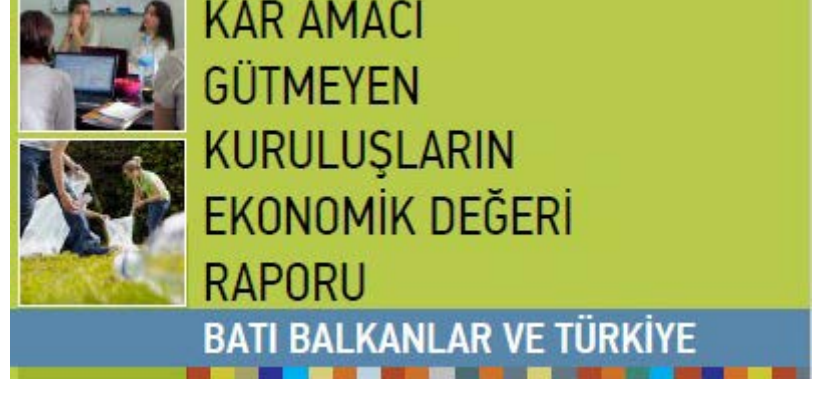 KAR AMACI
GÜTMEYEN
KURULUŞLARIN
EKONOMİK DEĞERİ
RAPORU
BATI BALKANLAR VE TÜRKİYE